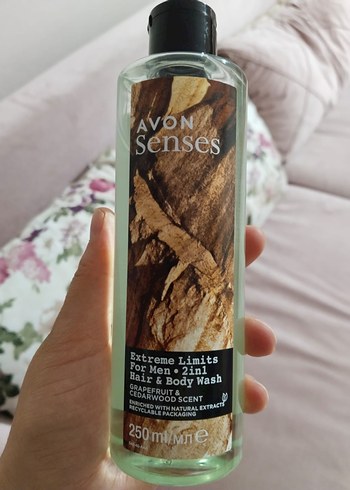 AVON
Senses
Extreme Limits
For Men • 2in1
Hair & Body Wash
GRAPEFRUIT &
CEDARWOOD SCENT
ENRICHED WITH NATURAL EXTRACTS
RECYCLABLE PACKAGING
250 ml/мл e